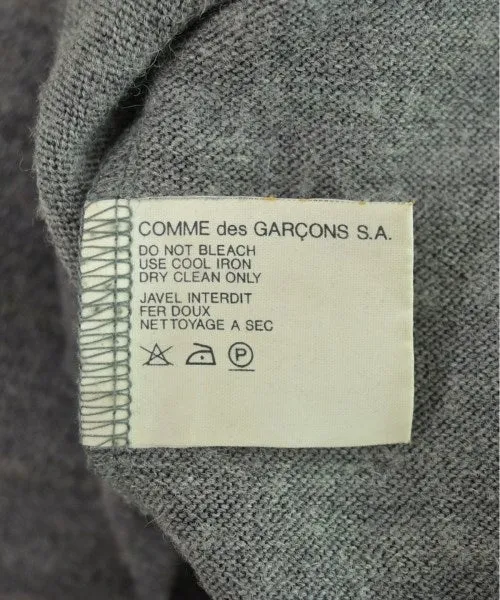 COMME des GARÇONS S.A.
DO NOT BLEACH
USE COOL IRON
DRY CLEAN ONLY
JAVEL INTERDIT
FER DOUX
NETTOYAGE A SEC
P